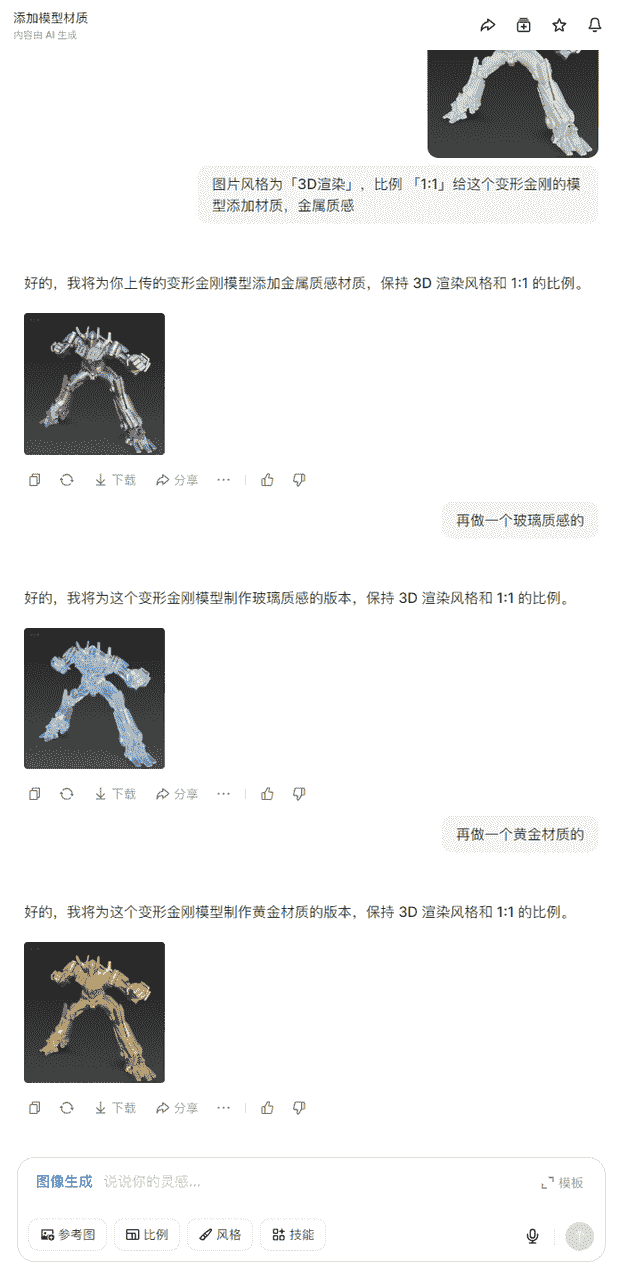 添加模型材质
内容由 AI 生成
图片风格为「3D渲染」，比例 「1:1」给这个变形金刚的模
型添加材质，金属质感
好的，我将为你上传的变形金刚模型添加金属质感材质，保持 3D 渲染风格和 1:1 的比例。
下载 分享
再做一个玻璃质感的
好的，我将为这个变形金刚模型制作玻璃质感的版本，保持 3D 渲染风格和 1:1 的比例。
下载 分享
再做一个黄金材质的
好的，我将为这个变形金刚模型制作黄金材质的版本，保持 3D 渲染风格和 1:1 的比例。
下载 分享
图像生成 说说你的灵感... 模板
参考图 比例 风格 技能